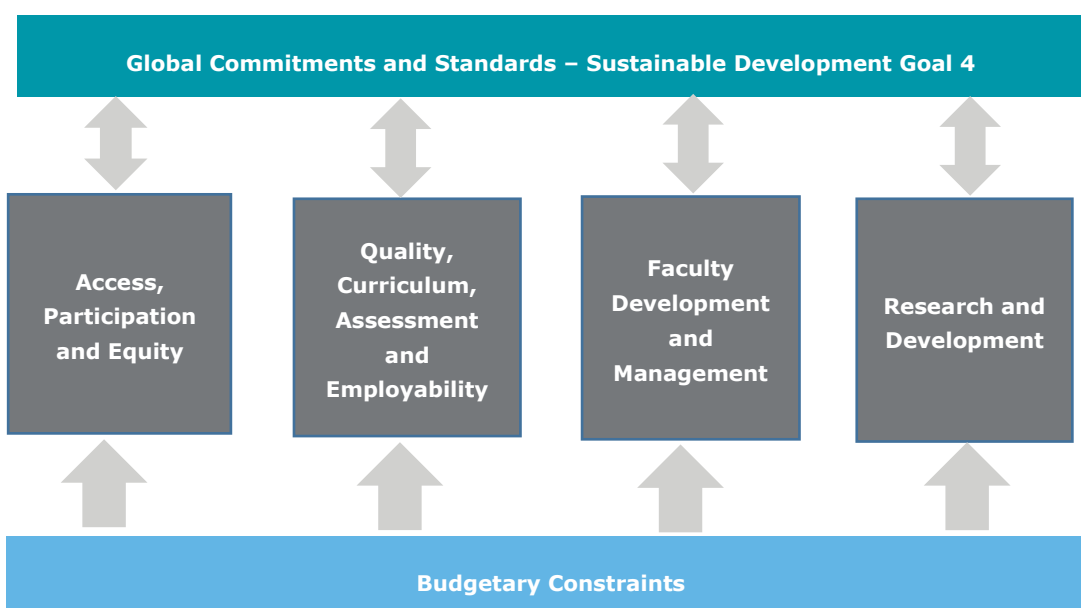 Global Commitments and Standards – Sustainable Development Goal 4
Access,
Participation
and Equity
Quality,
Curriculum,
Assessment
and
Employability
Faculty
Development
and
Management
Research and
Development
Budgetary Constraints